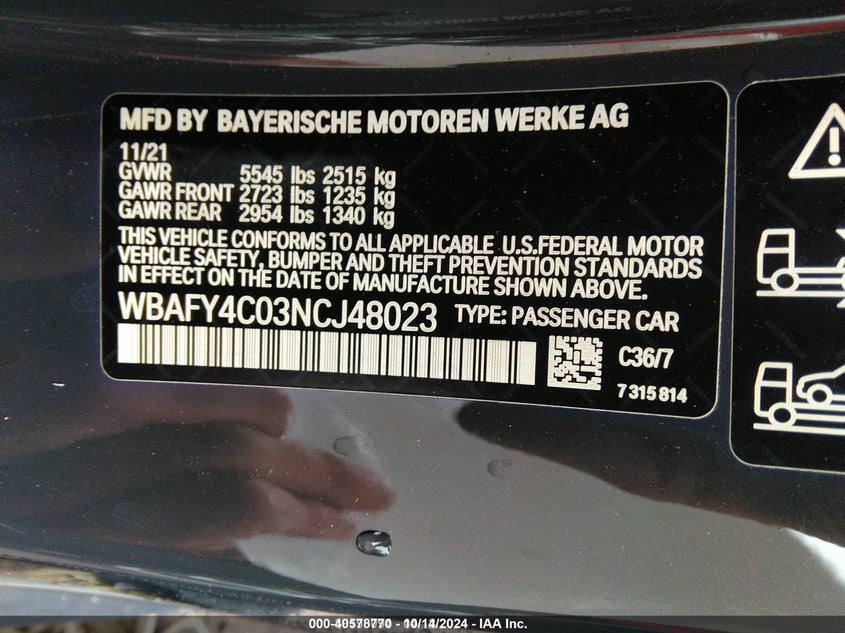 MFD BY BAYERISCHE MOTOREN WERKE AG
11/21
GVWR 5545 lbs 2515 kg
GAWR FRONT 2723 lbs 1235 kg
GAWR REAR 2954 lbs 1340 kg
THIS VEHICLE CONFORMS TO ALL APPLICABLE U.S.FEDERAL MOTOR
VEHICLE SAFETY, BUMPER AND THEFT PREVENTION STANDARDS
IN EFFECT ON THE DATE OF MANUFACTURE SHOWN ABOVE.
WBAFY4C03NCJ48023 TYPE: PASSENGER CAR
C36/7
7315814
000-40578770 - 10/14/2024 - IAA Inc.